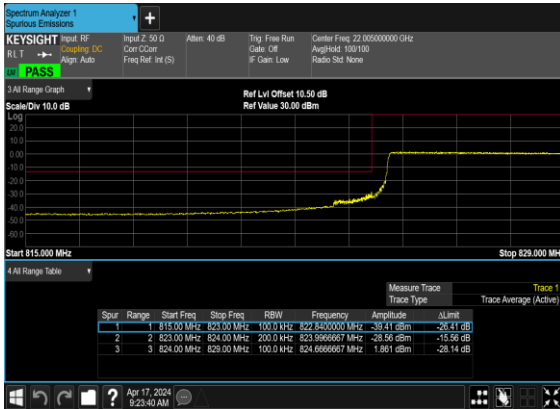 Spectrum Analyzer 1
Spurious Emissions
+
KEYSIGHT Input: RF Input Z: 50 Ω Atten: 40 dB Trig: Free Run Center Freq: 22.005000000 GHz
RLT Coupling: DC Corr CCorr Gate: Off Avg|Hold: 100/100
Align: Auto Freq Ref: Int (S) IF Gain: Low Radio Std: None
PASS
3 All Range Graph
Ref Lvl Offset 10.50 dB
Scale/Div 10.0 dB Ref Value 30.00 dBm
Log
20.0
10.0
0.00
-10.0
-20.0
-30.0
-40.0
-50.0
-60.0
Start 815.000 MHz Stop 829.000 MH
4 All Range Table
Measure Trace Trace 1
Trace Type Trace Average (Active)
Spur Range Start Freq Stop Freq RBW Frequency Amplitude ΔLimit
1 1 815.00 MHz 823.00 MHz 100.0 kHz 822.8400000 MHz -39.41 dBm -26.41 dB
2 2 823.00 MHz 824.00 MHz 200.0 kHz 823.9966667 MHz -28.56 dBm -15.56 dB
3 3 824.00 MHz 829.00 MHz 100.0 kHz 824.6666667 MHz 1.861 dBm -28.14 dB
? Apr 17, 2024
9:23:40 AM